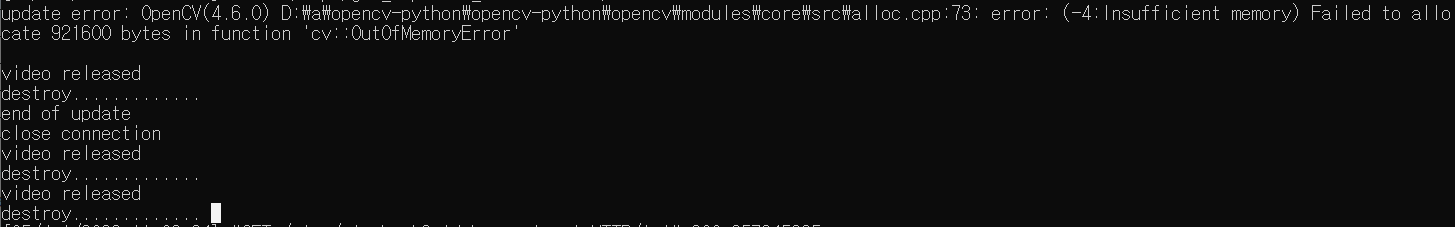 update error: OpenCV(4.6.0) D:₩a₩opencv-python₩opencv-python₩opencv₩modules₩core₩src₩alloc.cpp:73: error: (-4:Insufficient memory) Failed to allo
cate 921600 bytes in function 'cv::OutOfMemoryError'
video released
destroy.............
end of update
close connection
video released
destroy.............
video released
destroy.............